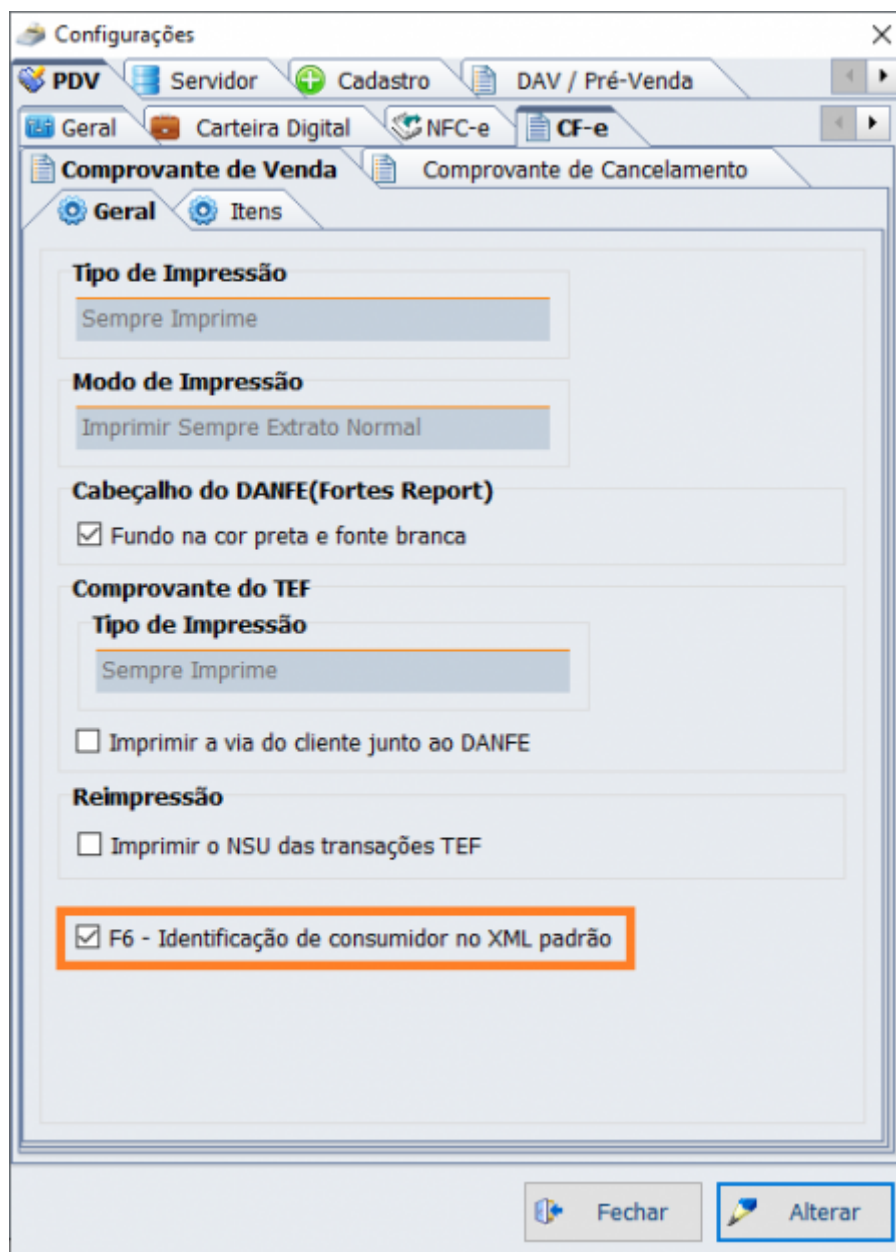 Configurações
PDV Servidor Cadastro DAV / Pré-Venda
Geral Carteira Digital NFC-e CF-e
Comprovante de Venda Comprovante de Cancelamento
Geral Itens
Tipo de Impressão
Sempre Imprime
Modo de Impressão
Imprimir Sempre Extrato Normal
Cabeçalho do DANFE(Fortes Report)
Fundo na cor preta e fonte branca
Comprovante do TEF
Tipo de Impressão
Sempre Imprime
Imprimir a via do cliente junto ao DANFE
Reimpressão
Imprimir o NSU das transações TEF
F6 - Identificação de consumidor no XML padrão
Fechar Alterar